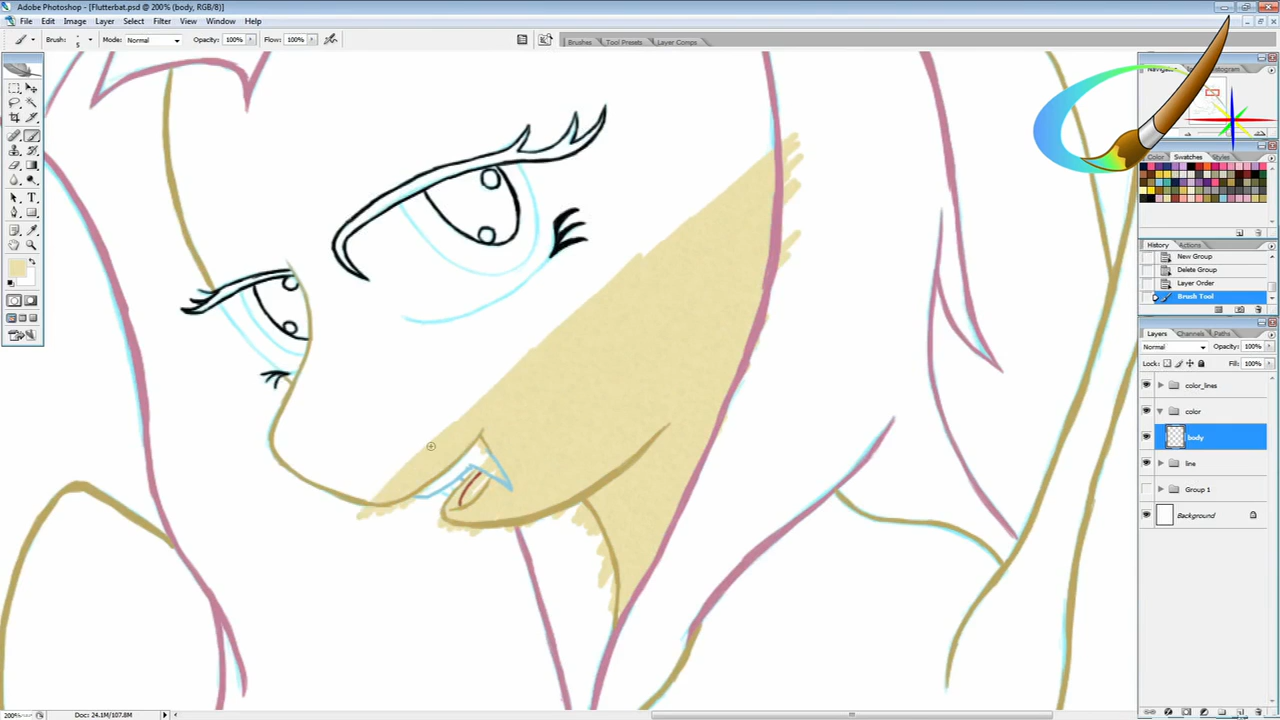 Adobe Photoshop - [Flutterbat.psd @ 200% (body, RGB/8)]
File Edit Image Layer Select Filter View Window Help
Brush: 5 Mode: Normal Opacity: 100% Flow: 100% Brushes Tool Presets Layer Comps
Color Swatches Styles
History Actions
New Group
Delete Group
Layer Order
Brush Tool
Layers Channels Paths
Normal Opacity: 100%
Lock: Fill: 100%
color_lines
color
body
line
Group 1
Background
200% Doc: 24.1M/107.8M